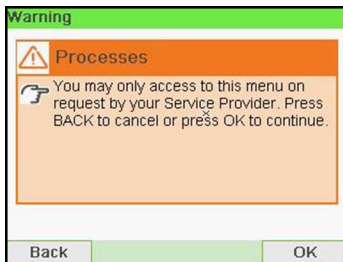 Warning
Processes
You may only access to this menu on
request by your Service Provider. Press
BACK to cancel or press OK to continue.
Back
OK